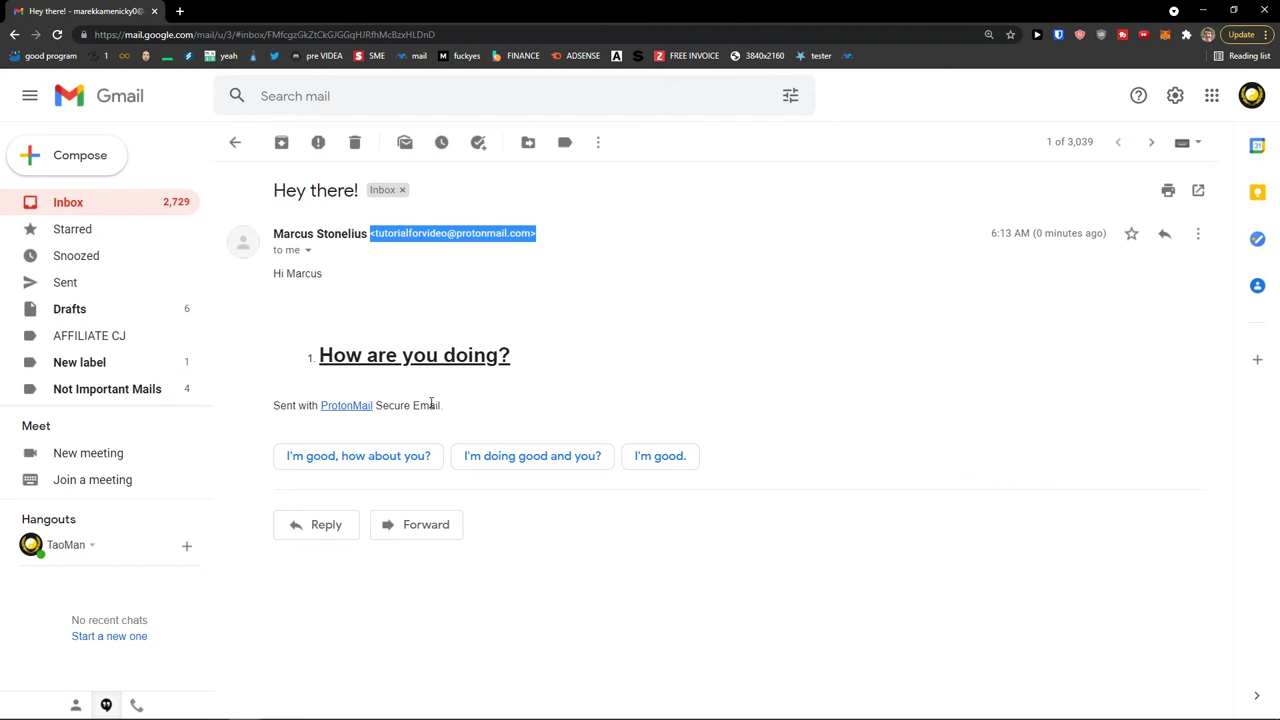 Hey there! - marekkamenicky0@
https://mail.google.com/mail/u/3/#inbox/FMfcgzGkZtCkGJGGqHJRfhMcBzxHLDnD
Update
good program
1
yeah
pre VIDEA
SME
mail
fuckyes
FINANCE
ADSENSE
FREE INVOICE
3840x2160
tester
Reading list
Gmail
Search mail
Compose
1 of 3,039
Inbox 2,729
Starred
Snoozed
Sent
Drafts 6
AFFILIATE CJ
New label 1
Not Important Mails 4
Meet
New meeting
Join a meeting
Hangouts
TaoMan
No recent chats
Start a new one
Hey there! Inbox x
Marcus Stonelius <tutorialforvideo@protonmail.com> 6:13 AM (0 minutes ago)
to me
Hi Marcus
1. How are you doing?
Sent with ProtonMail Secure Email.
I'm good, how about you?
I'm doing good and you?
I'm good.
Reply
Forward
31